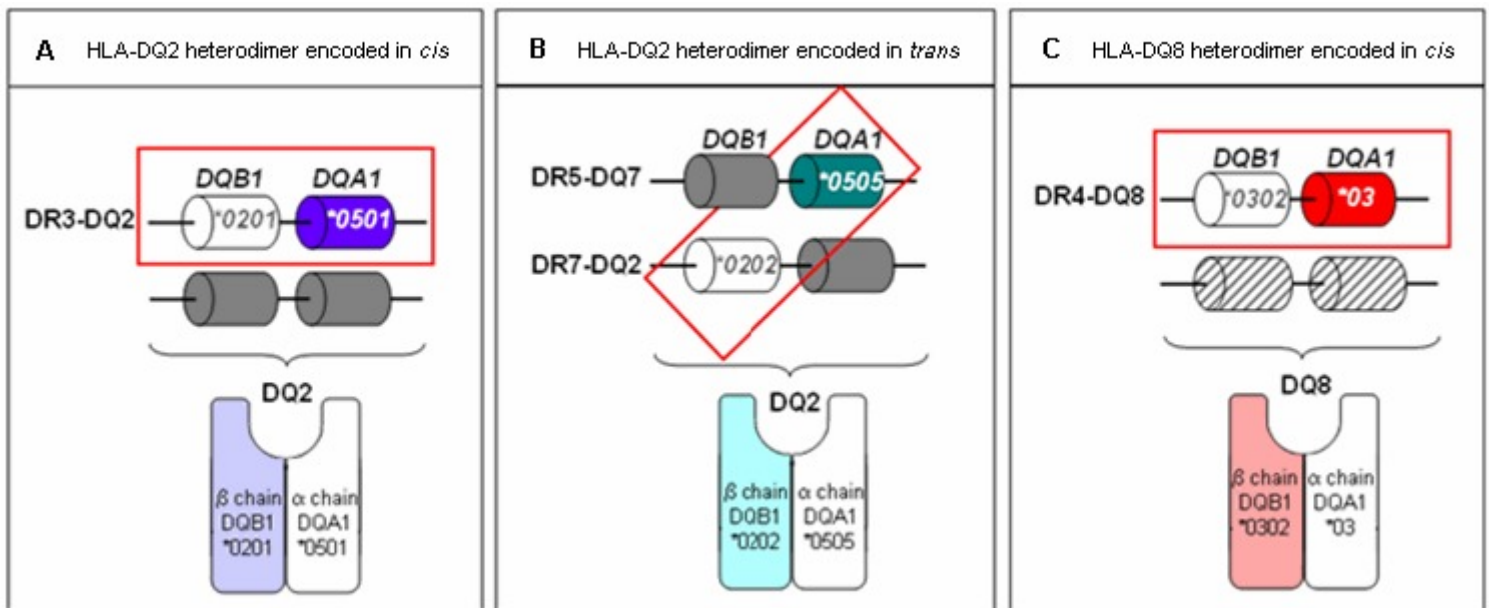 A HLA-DQ2 heterodimer encoded in cis
DQB1 DQA1
DR3-DQ2 *0201 *0501
DQ2
β chain α chain
DQB1 DQA1
*0201 *0501
B HLA-DQ2 heterodimer encoded in trans
DQB1 DQA1
DR5-DQ7 *0505
DR7-DQ2 *0202
DQ2
β chain α chain
DQB1 DQA1
*0202 *0505
C HLA-DQ8 heterodimer encoded in cis
DQB1 DQA1
DR4-DQ8 *0302 *03
DQ8
β chain α chain
DQB1 DQA1
*0302 *03